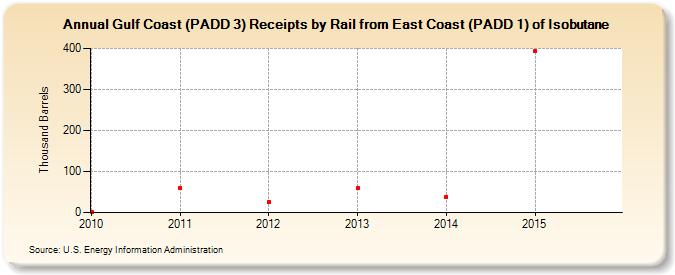 Annual Gulf Coast (PADD 3) Receipts by Rail from East Coast (PADD 1) of Isobutane
Thousand Barrels
400
300
200
100
0
2010 2011 2012 2013 2014 2015
Source: U.S. Energy Information Administration